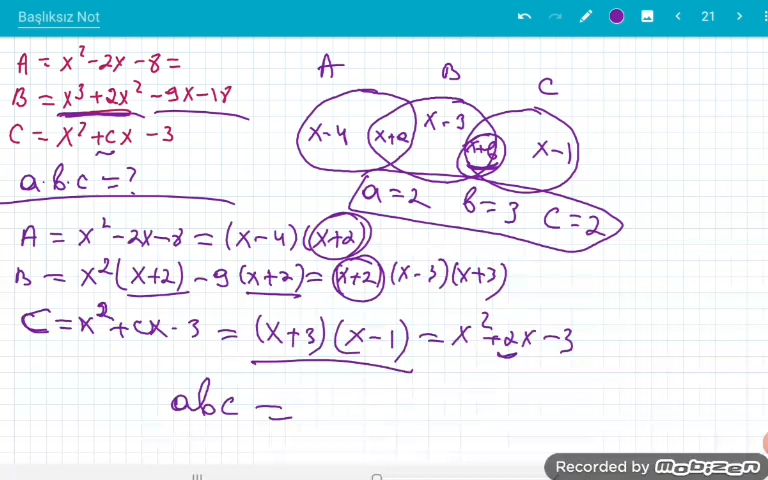 Başlıksız Not
21
A = x² - 2x - 8 =
B = x³ + 2x² - 9x - 18
C = x² + cx - 3
a.b.c = ?
A
B
C
x-4
x+a
x-3
x-1
a = 2
b = 3
c = 2
A = x² - 2x - 8 = (x-4)(x+2)
B = x²(x+2) - 9(x+2) = (x+2)(x-3)(x+3)
C = x² + cx - 3 = (x+3)(x-1) = x² + 2x - 3
abc =
Recorded by mobizen